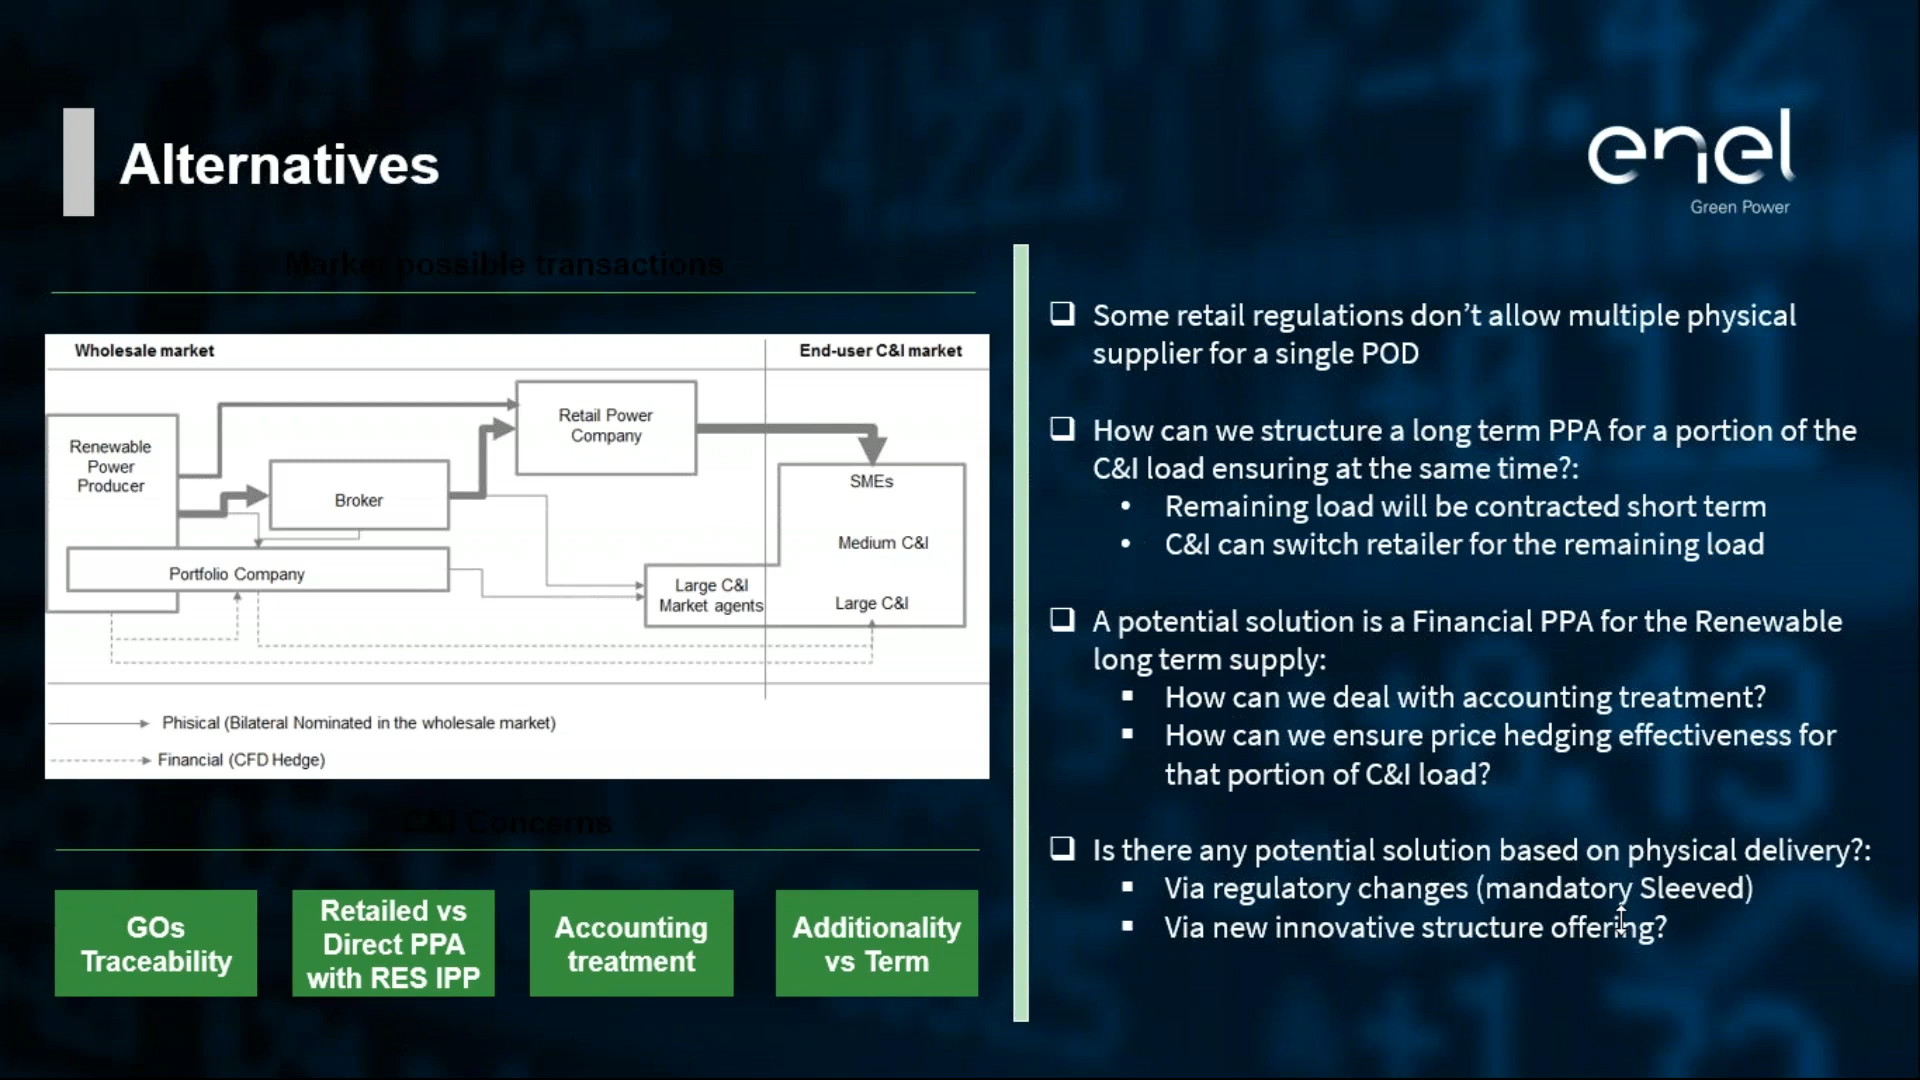 Alternatives
enel
Green Power
Market possible transactions
Wholesale market
End-user C&I market
Renewable
Power
Producer
Broker
Retail Power
Company
Portfolio Company
Large C&I
Market agents
SMEs
Medium C&I
Large C&I
Phisical (Bilateral Nominated in the wholesale market)
Financial (CFD Hedge)
C&I Concerns
GOs
Traceability
Retailed vs
Direct PPA
with RES IPP
Accounting
treatment
Additionality
vs Term
Some retail regulations don’t allow multiple physical
supplier for a single POD
How can we structure a long term PPA for a portion of the
C&I load ensuring at the same time?:
• Remaining load will be contracted short term
• C&I can switch retailer for the remaining load
A potential solution is a Financial PPA for the Renewable
long term supply:
▪ How can we deal with accounting treatment?
▪ How can we ensure price hedging effectiveness for
that portion of C&I load?
Is there any potential solution based on physical delivery?:
▪ Via regulatory changes (mandatory Sleeved)
▪ Via new innovative structure offering?